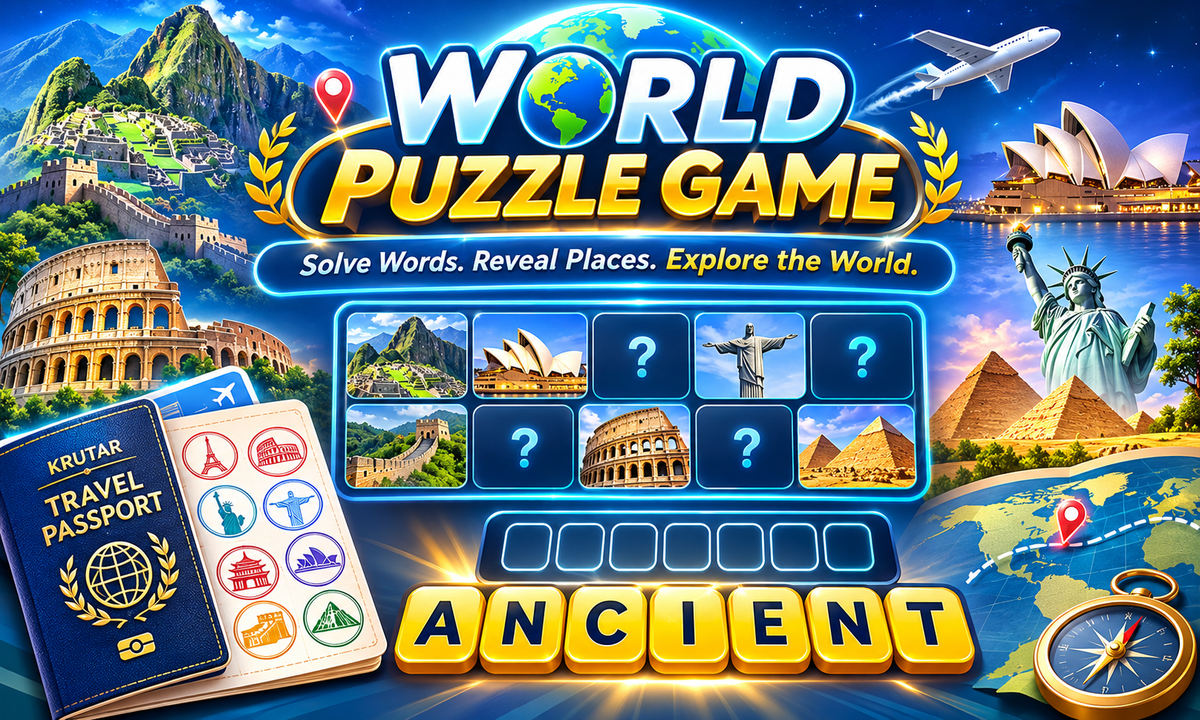 WORLD
PUZZLE GAME
Solve Words. Reveal Places. Explore the World.
? ?
? ?
KRUTAR
TRAVEL
PASSPORT
ANCIENT